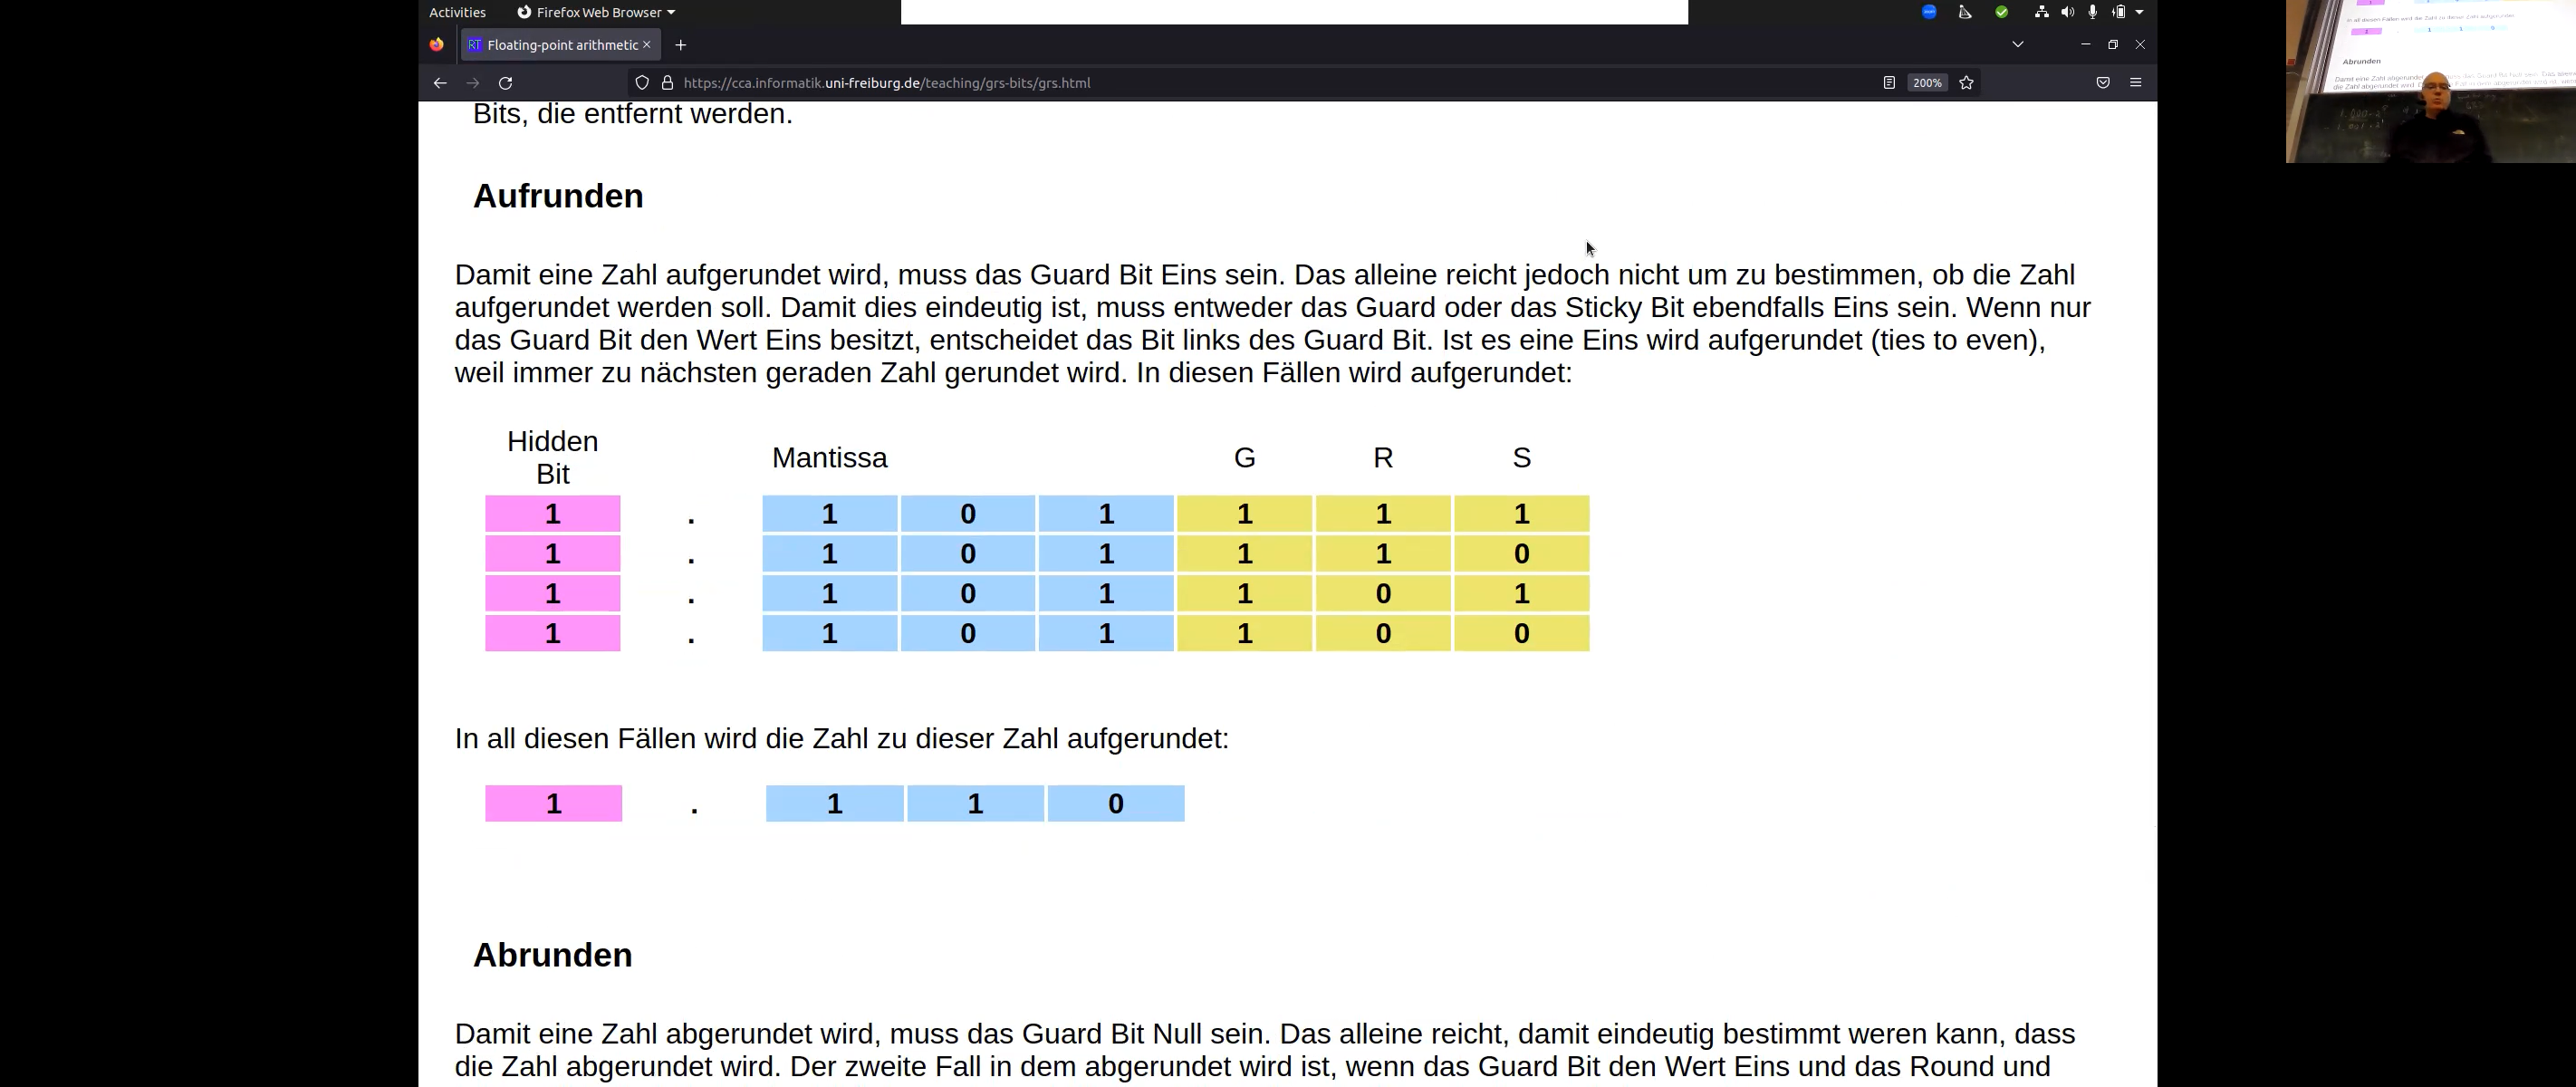 Activities
Firefox Web Browser
Floating-point arithmetic
https://cca.informatik.uni-freiburg.de/teaching/grs-bits/grs.html
200%
Bits, die entfernt werden.
Aufrunden
Damit eine Zahl aufgerundet wird, muss das Guard Bit Eins sein. Das alleine reicht jedoch nicht um zu bestimmen, ob die Zahl
aufgerundet werden soll. Damit dies eindeutig ist, muss entweder das Guard oder das Sticky Bit ebendfalls Eins sein. Wenn nur
das Guard Bit den Wert Eins besitzt, entscheidet das Bit links des Guard Bit. Ist es eine Eins wird aufgerundet (ties to even),
weil immer zu nächsten geraden Zahl gerundet wird. In diesen Fällen wird aufgerundet:
Hidden
Bit
Mantissa G R S
1 . 1 0 1 1 1 1
1 . 1 0 1 1 1 0
1 . 1 0 1 1 0 1
1 . 1 0 1 1 0 0
In all diesen Fällen wird die Zahl zu dieser Zahl aufgerundet:
1 . 1 1 0
Abrunden
Damit eine Zahl abgerundet wird, muss das Guard Bit Null sein. Das alleine reicht, damit eindeutig bestimmt weren kann, dass
die Zahl abgerundet wird. Der zweite Fall in dem abgerundet wird ist, wenn das Guard Bit den Wert Eins und das Round und
Abrunden